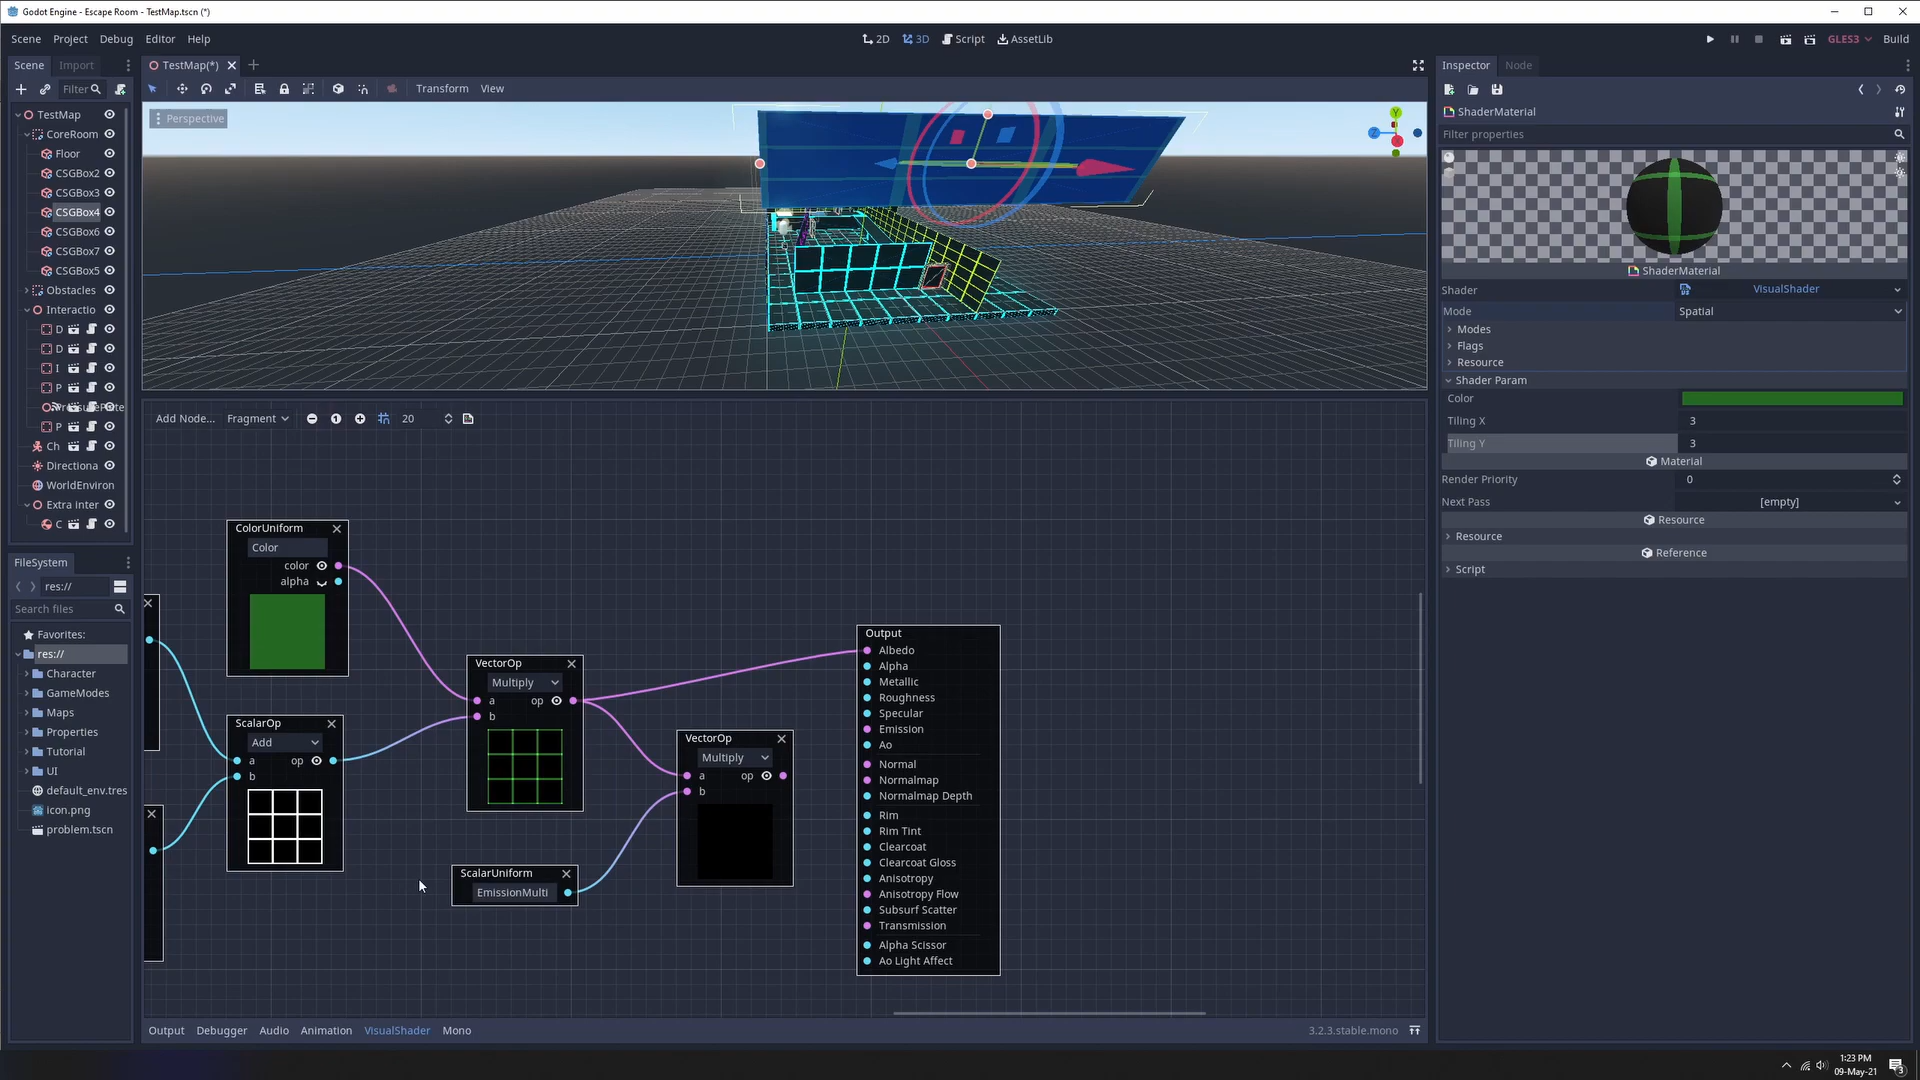 Godot Engine - Escape Room - TestMap.tscn (*)
Scene Project Debug Editor Help
2D 3D Script AssetLib
GLES3 Build
Scene Import
TestMap(*)
Inspector Node
Filter
Transform View
ShaderMaterial
Filter properties
Perspective
Y
Z
TestMap
CoreRoom
Floor
CSGBox2
CSGBox3
CSGBox4
CSGBox6
CSGBox7
CSGBox5
Obstacles
Interactio
D
D
I
P
P
Ch
Directiona
WorldEnviron
Extra inter
C
ShaderMaterial
Shader VisualShader
Mode Spatial
Modes
Flags
Resource
Shader Param
Color
Tiling X 3
Tiling Y 3
Material
Render Priority 0
Next Pass [empty]
Resource
Resource
Reference
Script
FileSystem
res://
Search files
Favorites:
res://
Character
GameModes
Maps
Properties
Tutorial
UI
default_env.tres
icon.png
problem.tscn
Add Node... Fragment 20
ColorUniform
Color
color
alpha
ScalarOp
Add
a op
b
VectorOp
Multiply
a op
b
ScalarUniform
EmissionMulti
VectorOp
Multiply
a op
b
Output
Albedo
Alpha
Metallic
Roughness
Specular
Emission
Ao
Normal
Normalmap
Normalmap Depth
Rim
Rim Tint
Clearcoat
Clearcoat Gloss
Anisotropy
Anisotropy Flow
Subsurf Scatter
Transmission
Alpha Scissor
Ao Light Affect
Output Debugger Audio Animation VisualShader Mono
3.2.3.stable.mono
1:23 PM
09-May-21
3